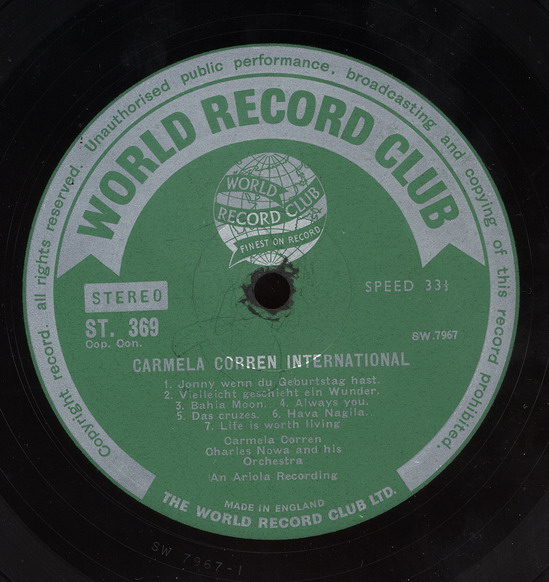 Copyright record. all rights reserved. Unauthorised public performance, broadcasting and copying of this record prohibited.
WORLD RECORD CLUB
WORLD
RECORD CLUB
FINEST ON RECORD
STEREO
SPEED 33⅓
ST. 369
Cop. Con.
SW.7967
CARMELA CORREN INTERNATIONAL
1. Jonny wenn du Geburtstag hast.
2. Vielleicht geschieht ein Wunder.
3. Bahia Moon. 4. Always you.
5. Das cruzes. 6. Hava Nagila.
7. Life is worth living
Carmela Corren
Charles Nowa and his
Orchestra
An Ariola Recording
MADE IN ENGLAND
THE WORLD RECORD CLUB LTD.
SW 7967-1